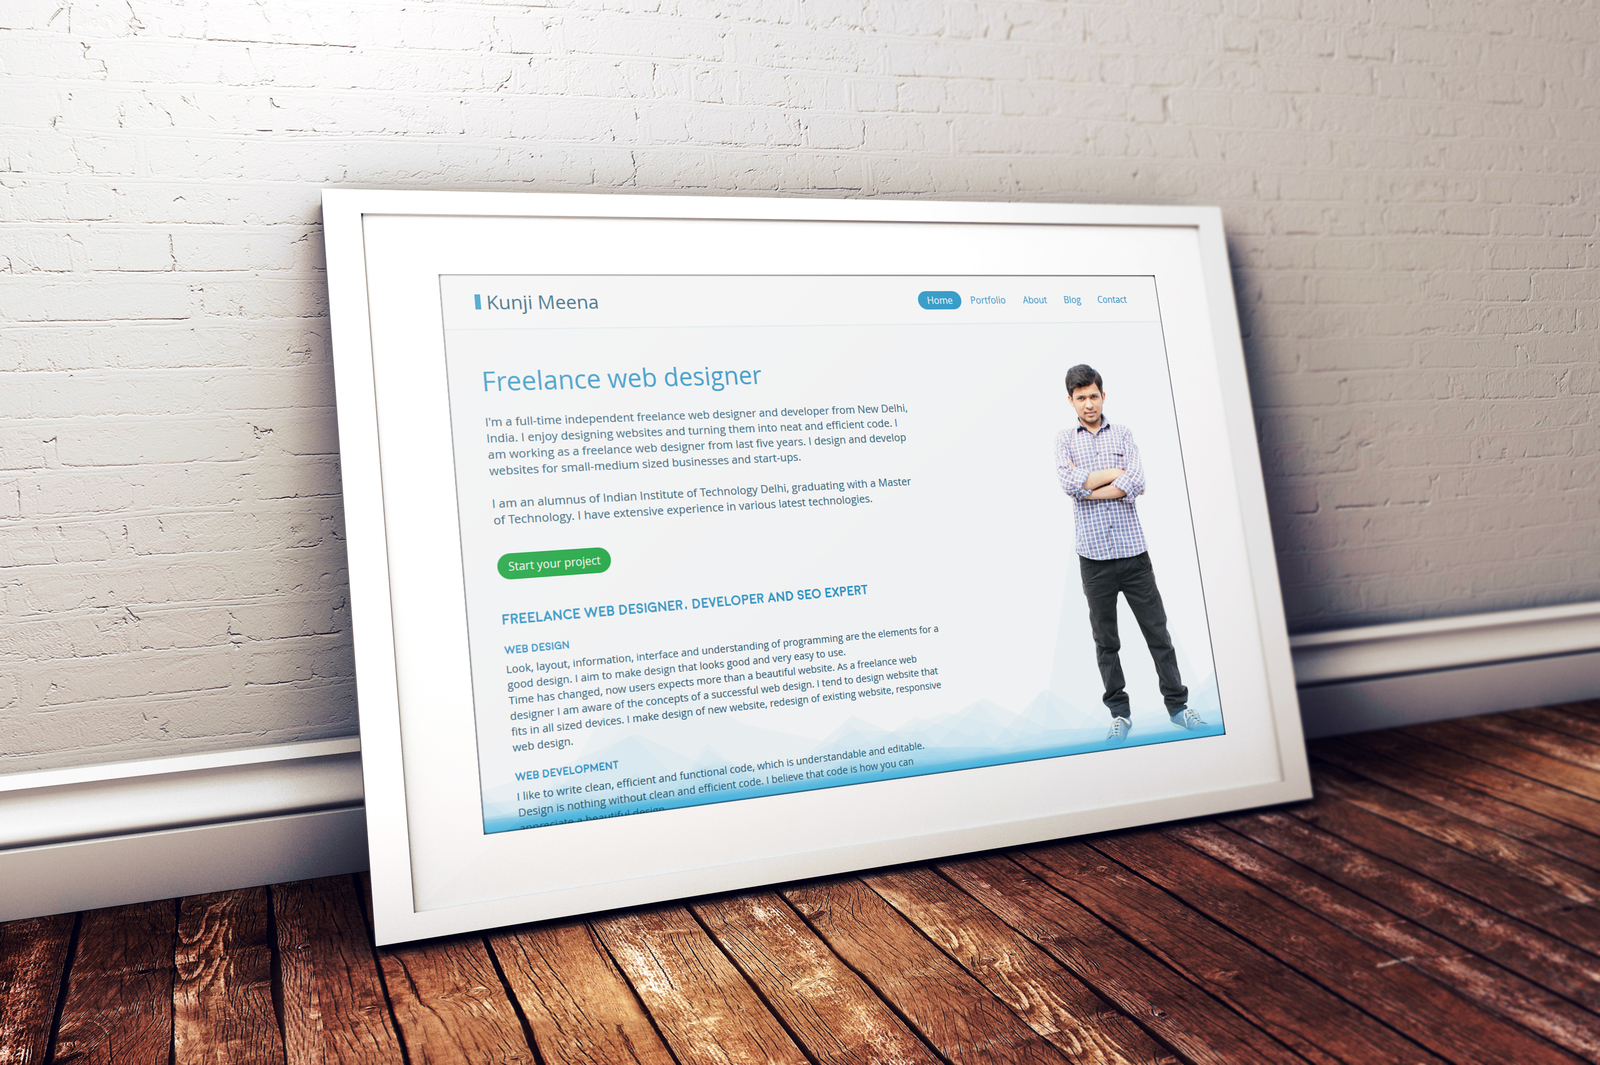 Kunji Meena
Home Portfolio About Blog Contact
Freelance web designer
I'm a full-time independent freelance web designer and developer from New Delhi,
India. I enjoy designing websites and turning them into neat and efficient code. I
am working as a freelance web designer from last five years. I design and develop
websites for small-medium sized businesses and start-ups.
I am an alumnus of Indian Institute of Technology Delhi, graduating with a Master
of Technology. I have extensive experience in various latest technologies.
Start your project
FREELANCE WEB DESIGNER, DEVELOPER AND SEO EXPERT
WEB DESIGN
Look, layout, information, interface and understanding of programming are the elements for a
good design. I aim to make design that looks good and very easy to use.
Time has changed, now users expects more than a beautiful website. As a freelance web
designer I am aware of the concepts of a successful web design. I tend to design website that
fits in all sized devices. I make design of new website, redesign of existing website, responsive
web design.
WEB DEVELOPMENT
I like to write clean, efficient and functional code, which is understandable and editable.
Design is nothing without clean and efficient code. I believe that code is how you can
appreciate a beautiful design.